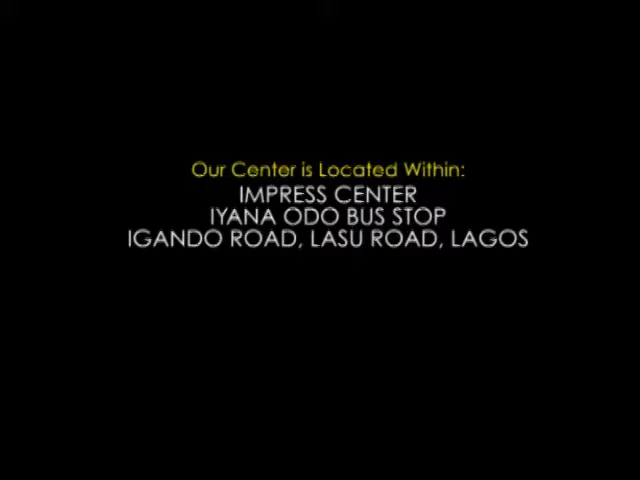 Our Center is Located Within:
IMPRESS CENTER
IYANA ODO BUS STOP
IGANDO ROAD, LASU ROAD, LAGOS